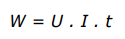 W = U . I . t